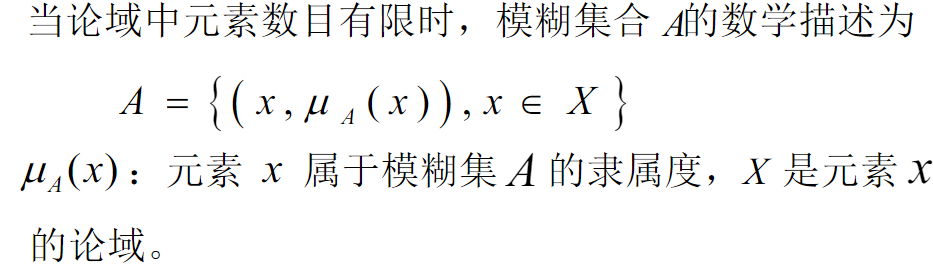 当论域中元素数目有限时，模糊集合 A的数学描述为
A = {( x , μ_A ( x )) , x ∈ X }
μ_A(x)：元素 x 属于模糊集 A 的隶属度，X 是元素 x
的论域。